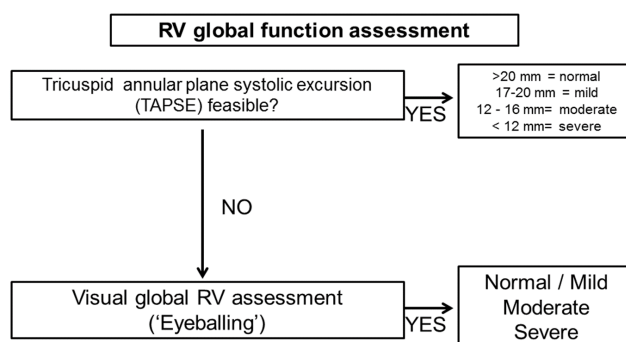 RV global function assessment
Tricuspid annular plane systolic excursion
(TAPSE) feasible?
YES
>20 mm = normal
17-20 mm = mild
12 - 16 mm= moderate
< 12 mm= severe
NO
Visual global RV assessment
(‘Eyeballing’)
YES
Normal / Mild
Moderate
Severe